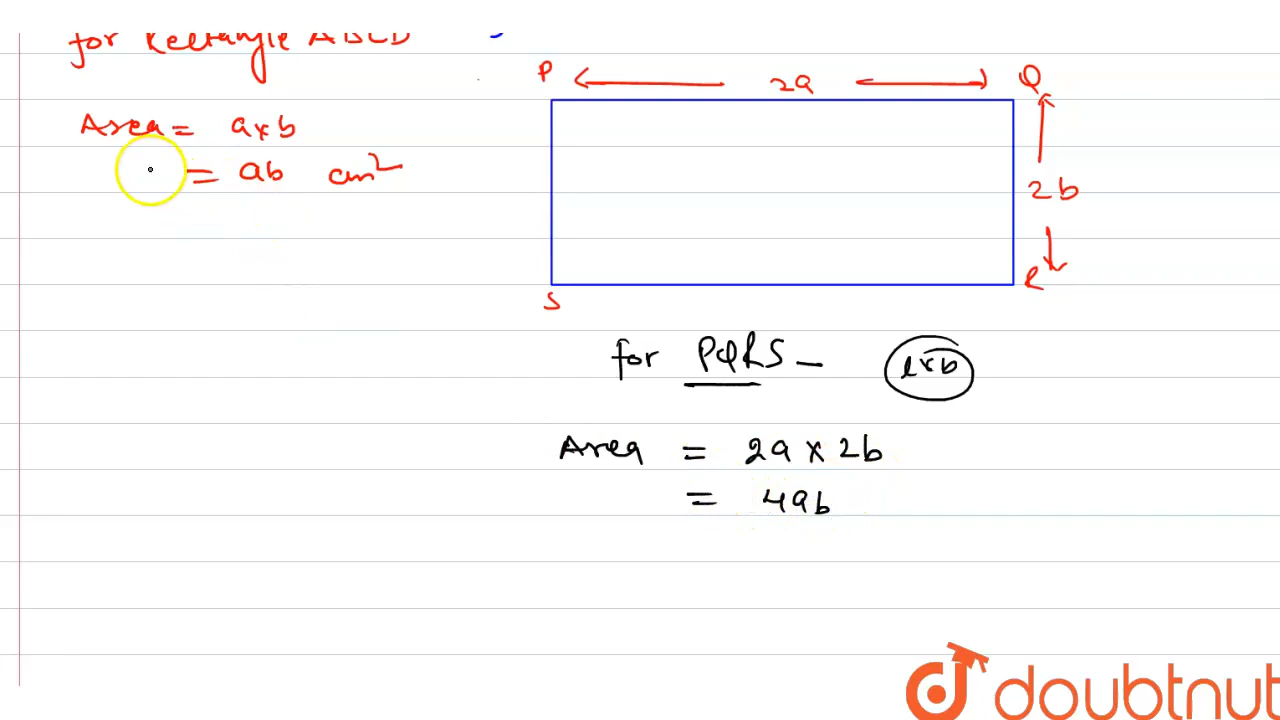 for Rectangle ABCD
Area = a×b
= ab cm²
P 2a Q
2b
S R
for PQRS – l×b
Area = 2a × 2b
= 4ab
doubtnut